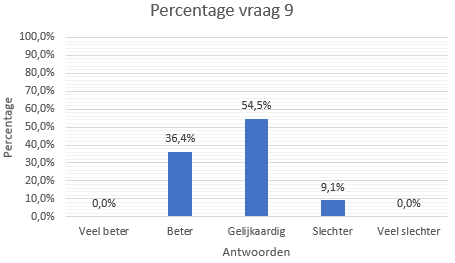 Percentage vraag 9
Percentage
100,0%
90,0%
80,0%
70,0%
60,0%
50,0%
40,0%
30,0%
20,0%
10,0%
0,0%
0,0%
36,4%
54,5%
9,1%
0,0%
Veel beter
Beter
Gelijkaardig
Slechter
Veel slechter
Antwoorden